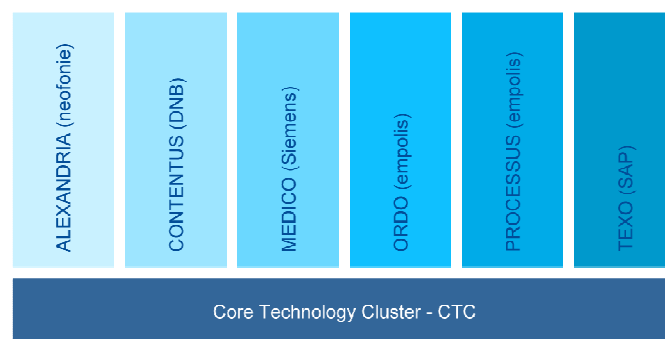 ALEXANDRIA (neofonie)
CONTENTUS (DNB)
MEDICO (Siemens)
ORDO (empolis)
PROCESSUS (empolis)
TEXO (SAP)
Core Technology Cluster - CTC